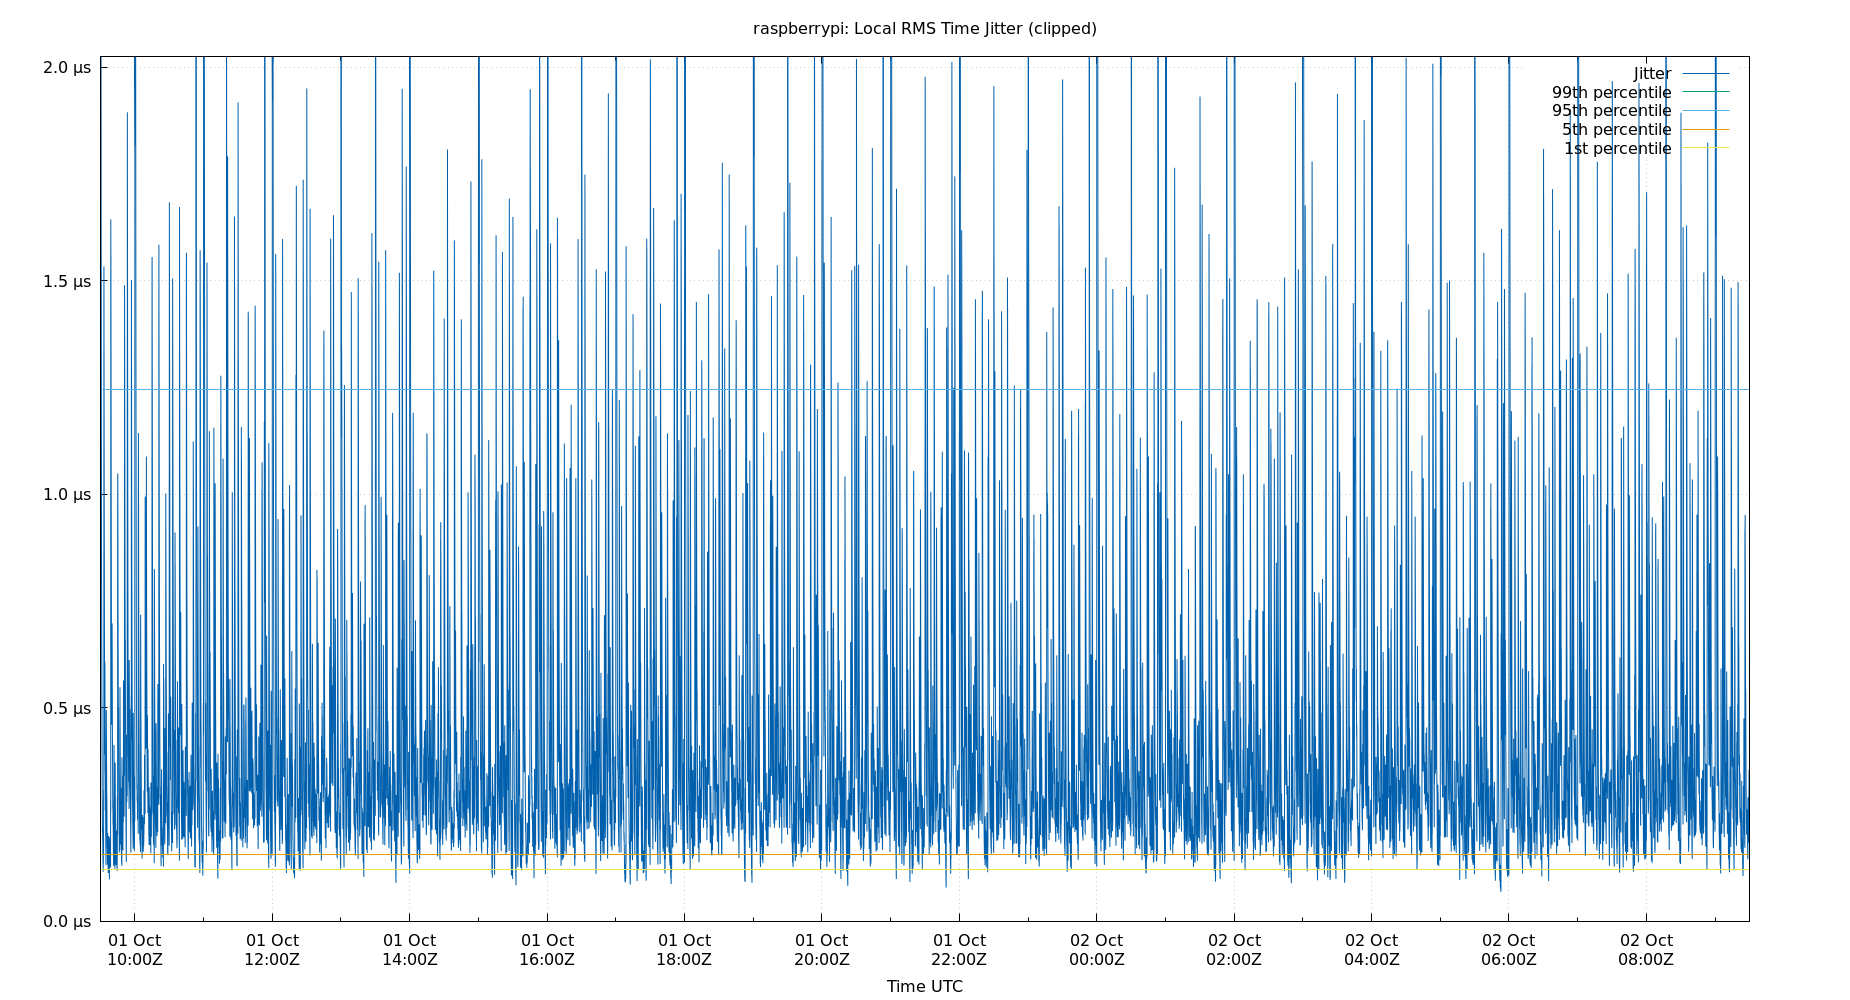 raspberrypi: Local RMS Time Jitter (clipped)
2.0 µs
1.5 µs
1.0 µs
0.5 µs
0.0 µs
Jitter
99th percentile
95th percentile
5th percentile
1st percentile
01 Oct 01 Oct 01 Oct 01 Oct 01 Oct 01 Oct 01 Oct 02 Oct 02 Oct 02 Oct 02 Oct 02 Oct
10:00Z 12:00Z 14:00Z 16:00Z 18:00Z 20:00Z 22:00Z 00:00Z 02:00Z 04:00Z 06:00Z 08:00Z
Time UTC